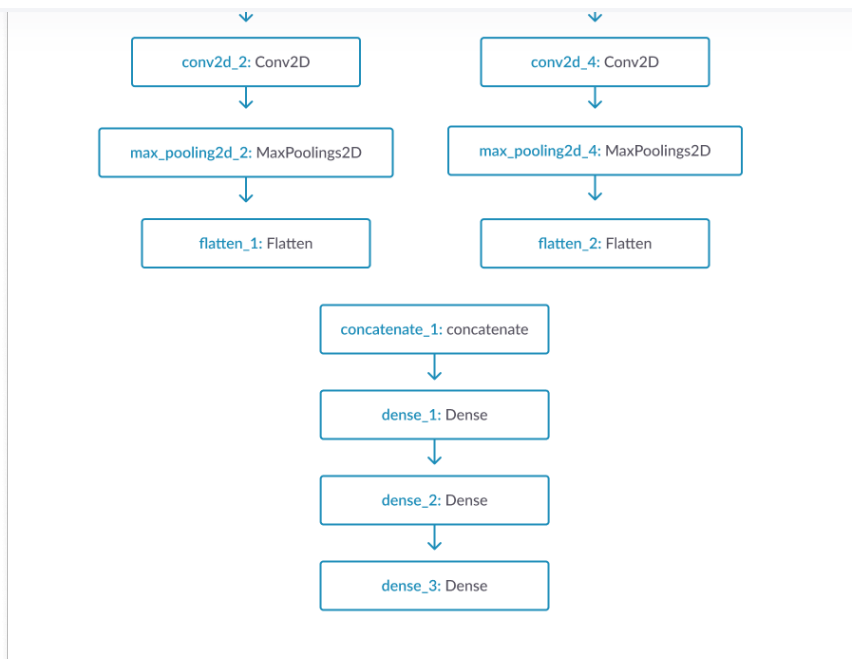 conv2d_2: Conv2D
conv2d_4: Conv2D
max_pooling2d_2: MaxPoolings2D
max_pooling2d_4: MaxPoolings2D
flatten_1: Flatten
flatten_2: Flatten
concatenate_1: concatenate
dense_1: Dense
dense_2: Dense
dense_3: Dense